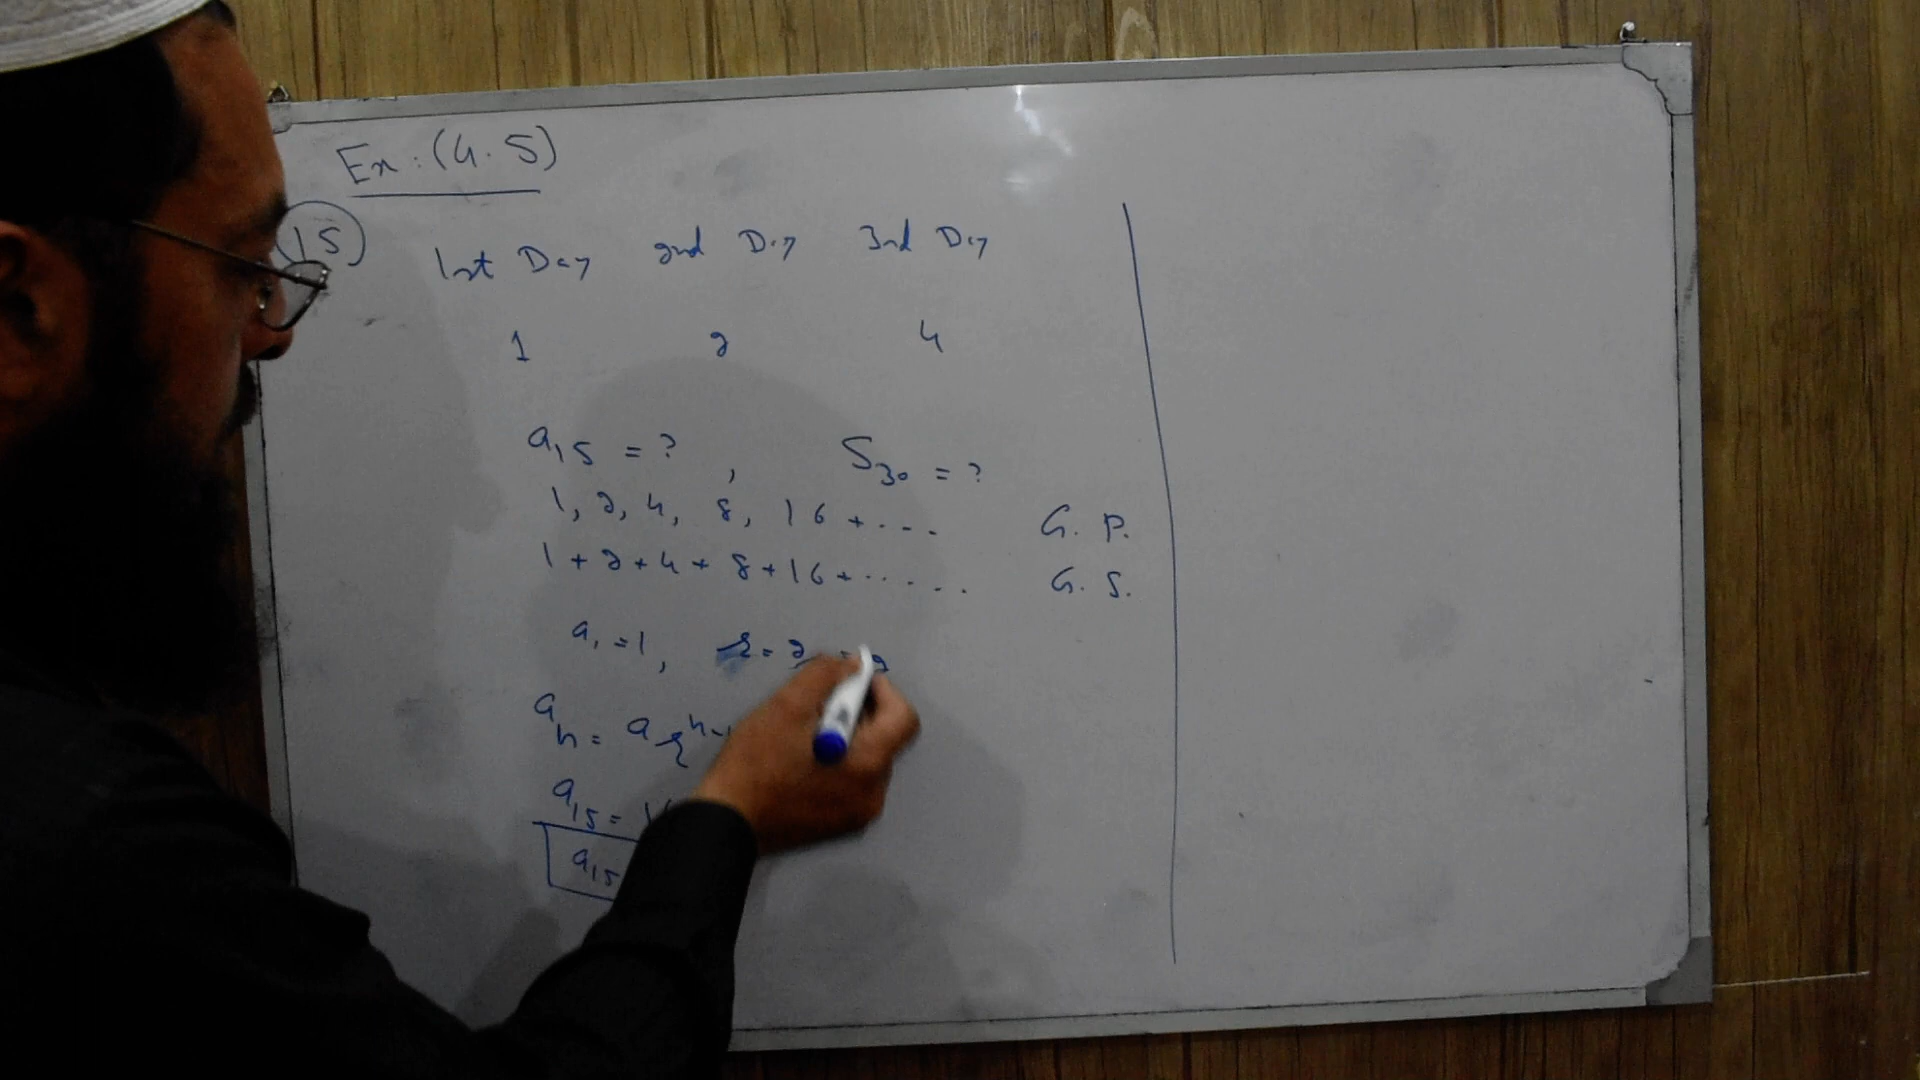 Ex: (4.5)
(15) 1st Day 2nd Day 3rd Day
1 2 4
a15 = ? , S30 = ?
1, 2, 4, 8, 16 + .... G. P.
1 + 2 + 4 + 8 + 16 + ...... G. S.
a1 = 1, r = 2 = 2
an = a r^n-1
a15 =
a15